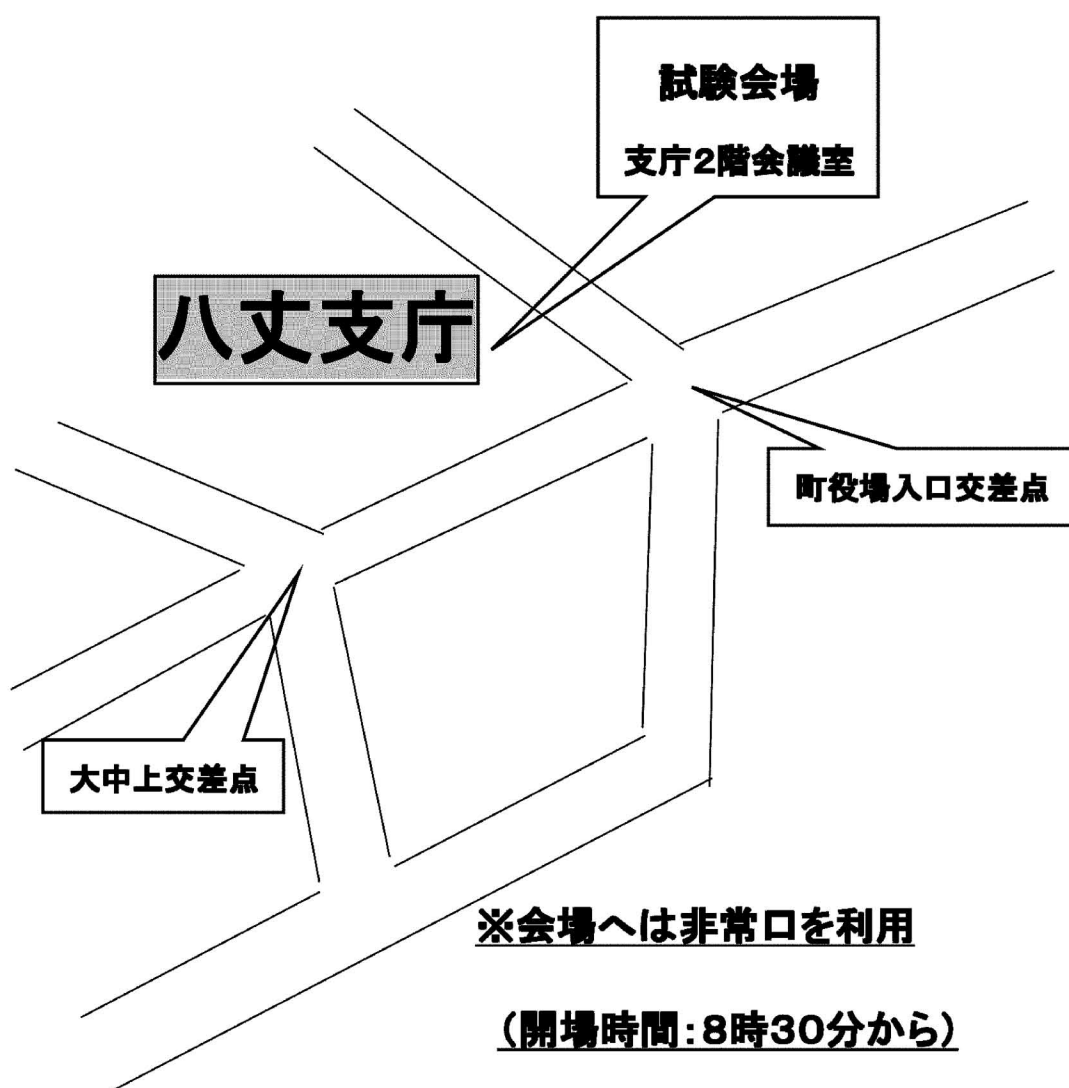 試験会場
支庁2階会議室
八丈支庁
町役場入口交差点
大中上交差点
※会場へは非常口を利用
(開場時間:8時30分から)